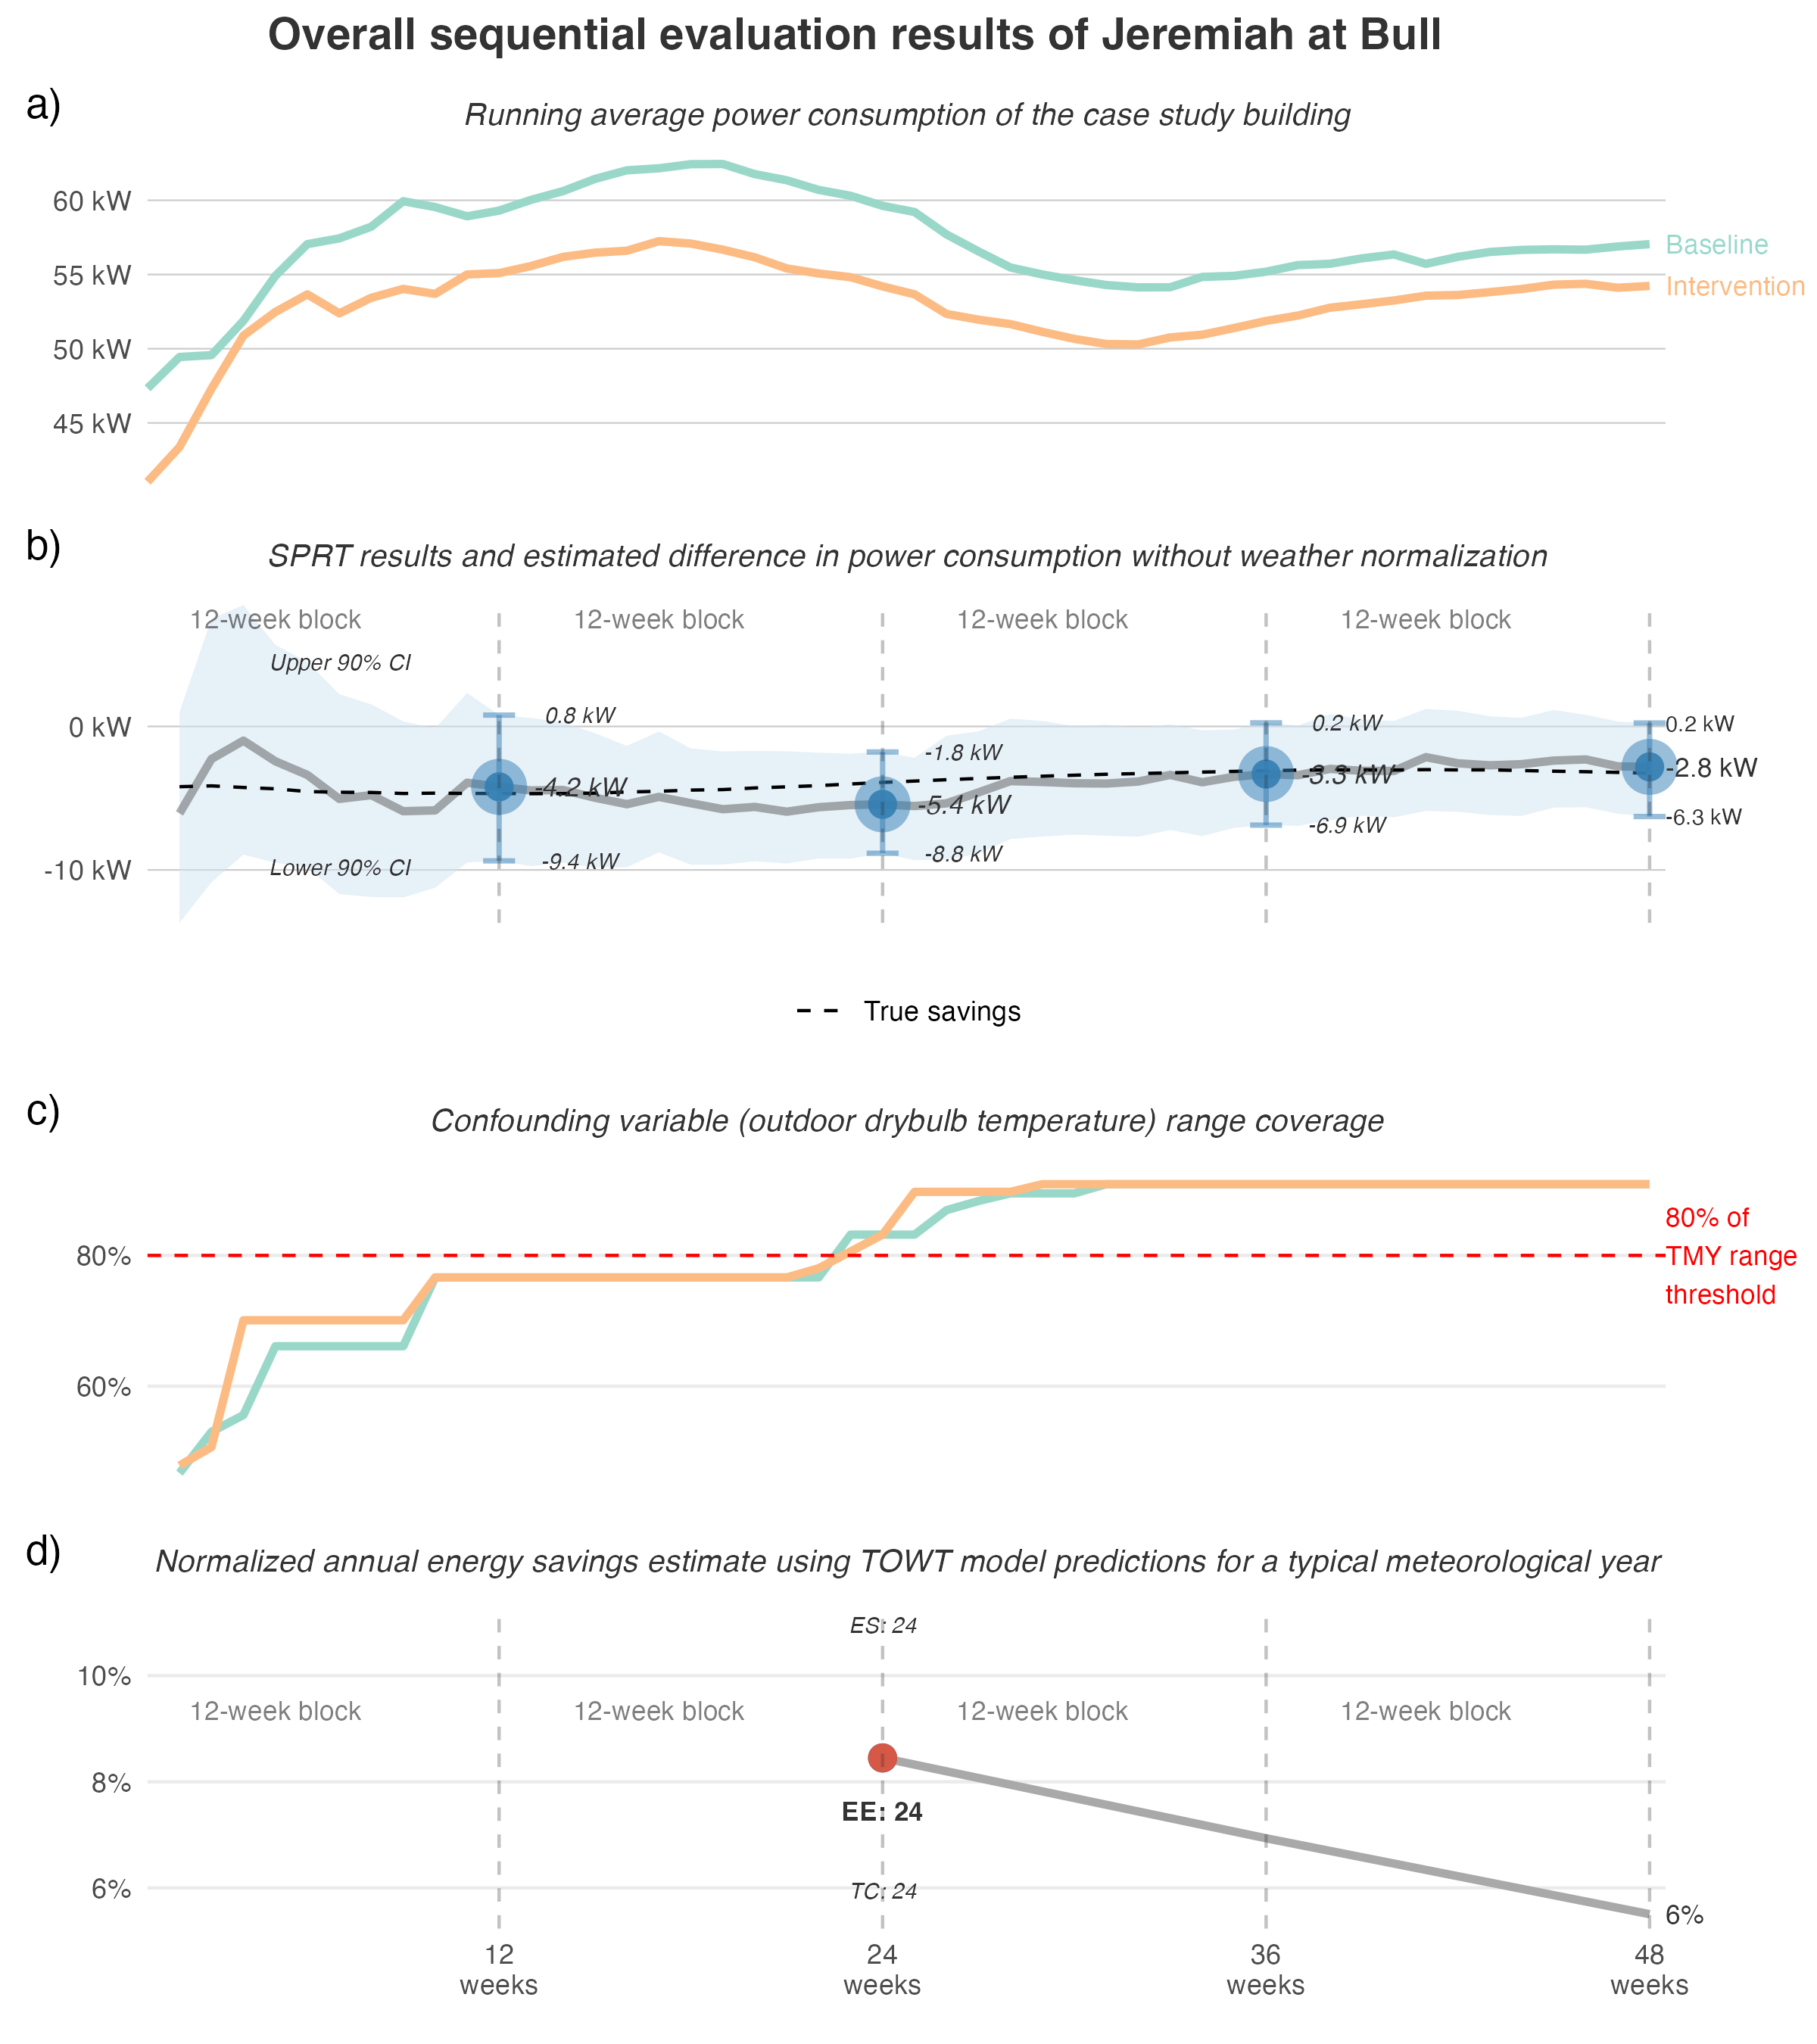 Overall sequential evaluation results of Jeremiah at Bull
a)
Running average power consumption of the case study building
60 kW
55 kW
50 kW
45 kW
Baseline
Intervention
b)
SPRT results and estimated difference in power consumption without weather normalization
12-week block
12-week block
12-week block
12-week block
Upper 90% CI
Lower 90% CI
0 kW
-10 kW
0.8 kW
-4.2 kW
-9.4 kW
-1.8 kW
-5.4 kW
-8.8 kW
0.2 kW
-3.3 kW
-6.9 kW
0.2 kW
-2.8 kW
-6.3 kW
True savings
c)
Confounding variable (outdoor drybulb temperature) range coverage
80%
60%
80% of
TMY range
threshold
d)
Normalized annual energy savings estimate using TOWT model predictions for a typical meteorological year
ES: 24
10%
12-week block
12-week block
12-week block
12-week block
8%
EE: 24
6%
TC: 24
6%
12
weeks
24
weeks
36
weeks
48
weeks